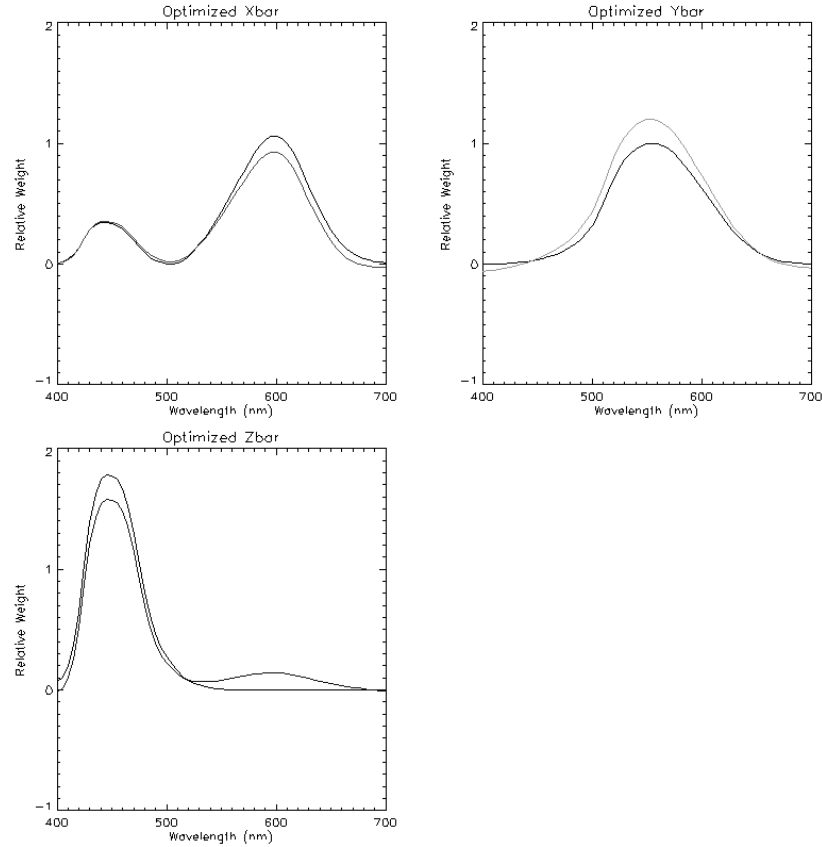 Optimized Xbar
2
1
0
−1
Relative Weight
400 500 600 700
Wavelength (nm)
Optimized Ybar
2
1
0
−1
Relative Weight
400 500 600 700
Wavelength (nm)
Optimized Zbar
2
1
0
−1
Relative Weight
400 500 600 700
Wavelength (nm)